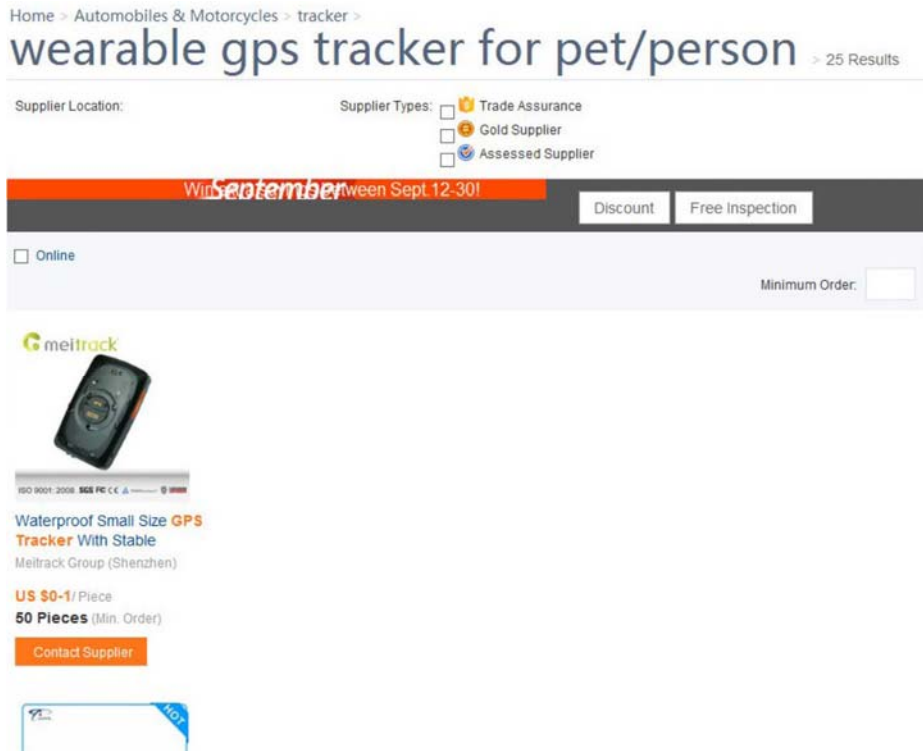 Home > Automobiles & Motorcycles > tracker >
wearable gps tracker for pet/person > 25 Results
Supplier Location:
Supplier Types:
Trade Assurance
Gold Supplier
Assessed Supplier
September
Win between Sept.12-30!
Discount
Free Inspection
Online
Minimum Order:
meitrack
ISO 9001: 2008 SGS FC CE
Waterproof Small Size GPS
Tracker With Stable
Meitrack Group (Shenzhen)
US $0-1/ Piece
50 Pieces (Min. Order)
Contact Supplier
HOT